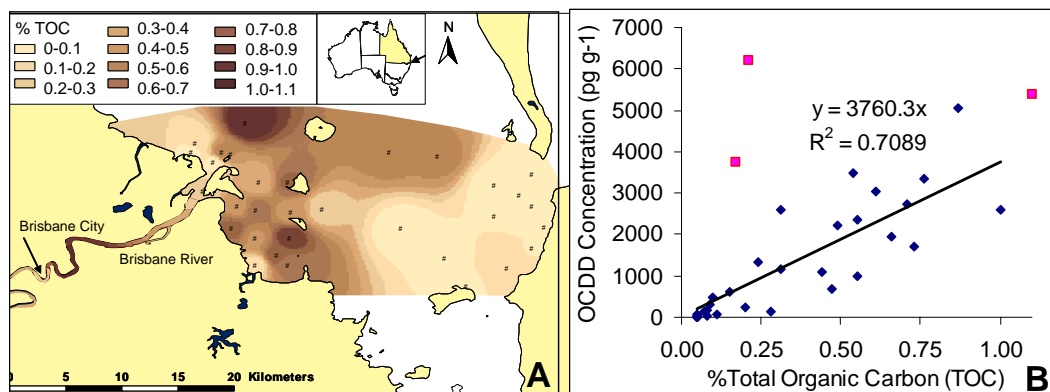 % TOC
0-0.1
0.1-0.2
0.2-0.3
0.3-0.4
0.4-0.5
0.5-0.6
0.6-0.7
0.7-0.8
0.8-0.9
0.9-1.0
1.0-1.1
N
Brisbane City
Brisbane River
0 5 10 20 Kilometers
A
OCDD Concentration (pg g-1)
7000
6000
5000
4000
3000
2000
1000
0
y = 3760.3x
R² = 0.7089
0.00 0.25 0.50 0.75 1.00
%Total Organic Carbon (TOC)
B